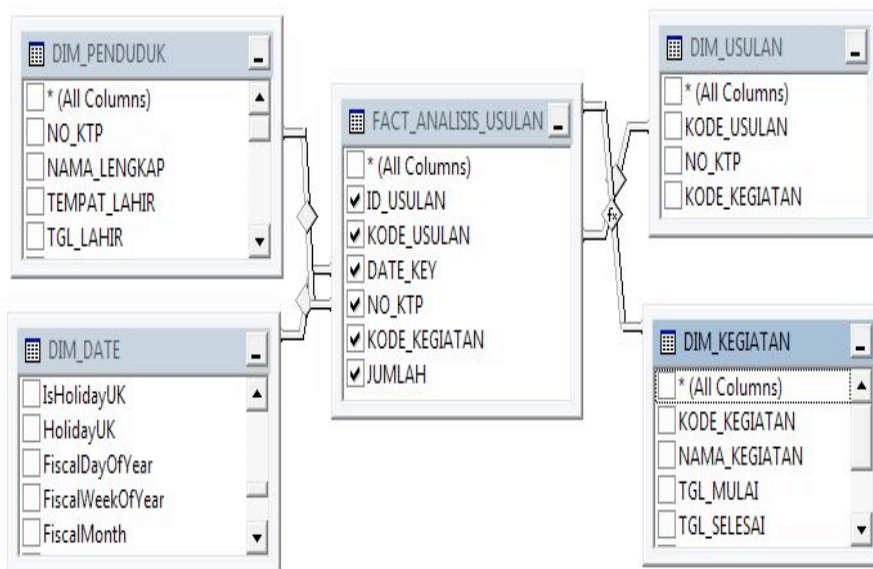 DIM_PENDUDUK
* (All Columns)
NO_KTP
NAMA_LENGKAP
TEMPAT_LAHIR
TGL_LAHIR
DIM_DATE
IsHolidayUK
HolidayUK
FiscalDayOfYear
FiscalWeekOfYear
FiscalMonth
FACT_ANALISIS_USULAN
* (All Columns)
ID_USULAN
KODE_USULAN
DATE_KEY
NO_KTP
KODE_KEGIATAN
JUMLAH
fx
DIM_USULAN
* (All Columns)
KODE_USULAN
NO_KTP
KODE_KEGIATAN
DIM_KEGIATAN
* (All Columns)
KODE_KEGIATAN
NAMA_KEGIATAN
TGL_MULAI
TGL_SELESAI